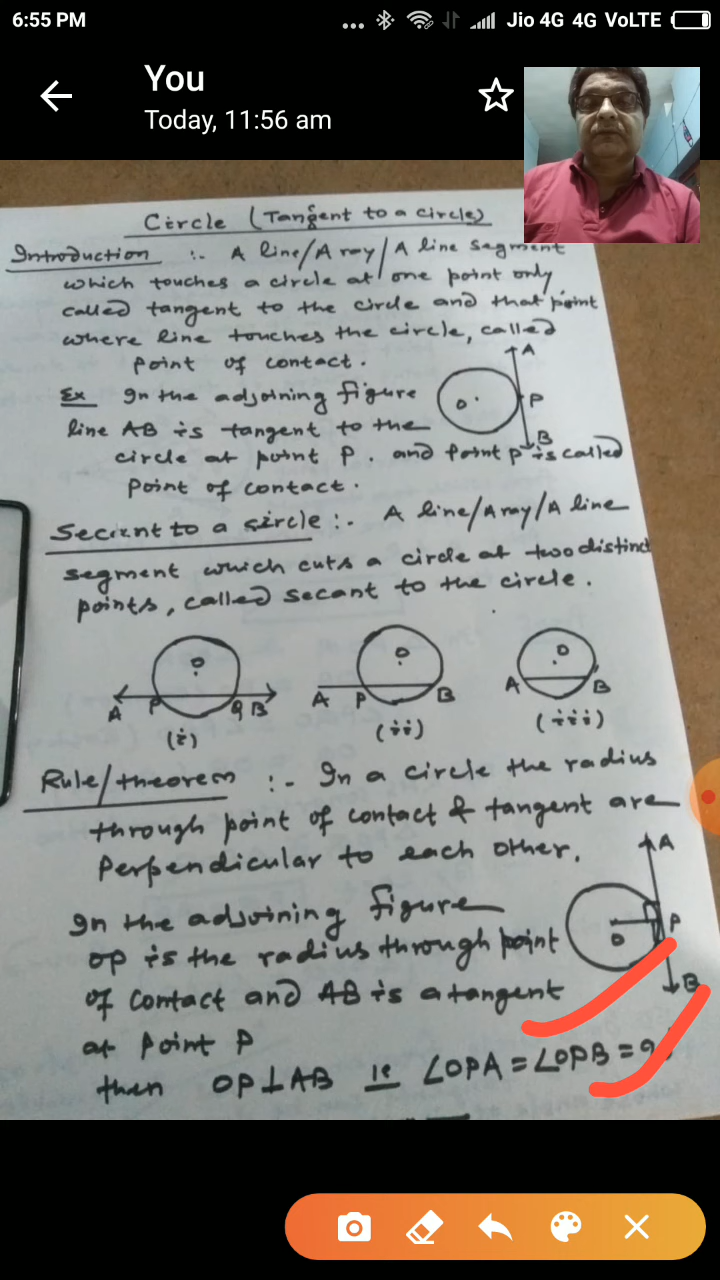 6:55 PM ... Jio 4G 4G VoLTE
You
Today, 11:56 am
Circle (Tangent to a circle)
Introduction :- A line/A ray/A line segment
which touches a circle at one point only
called tangent to the circle and that point
where line touches the circle, called
point of contact.
A
Ex In the adjoining figure
O P
line AB is tangent to the
B
circle at point P. and point P is called
point of contact.
Secient to a circle :- A line/A ray/A line
segment which cuts a circle at two distinct
points, called secant to the circle.
O O O
A P Q B A P B A B
(i) (ii) (iii)
Rule/theorem :- In a circle the radius
through point of contact & tangent are
Perpendicular to each other.
A
In the adjoining figure
O P
OP is the radius through point
B
of contact and AB is a tangent
at point P
then OP⊥AB ie ∠OPA = ∠OPB = 9